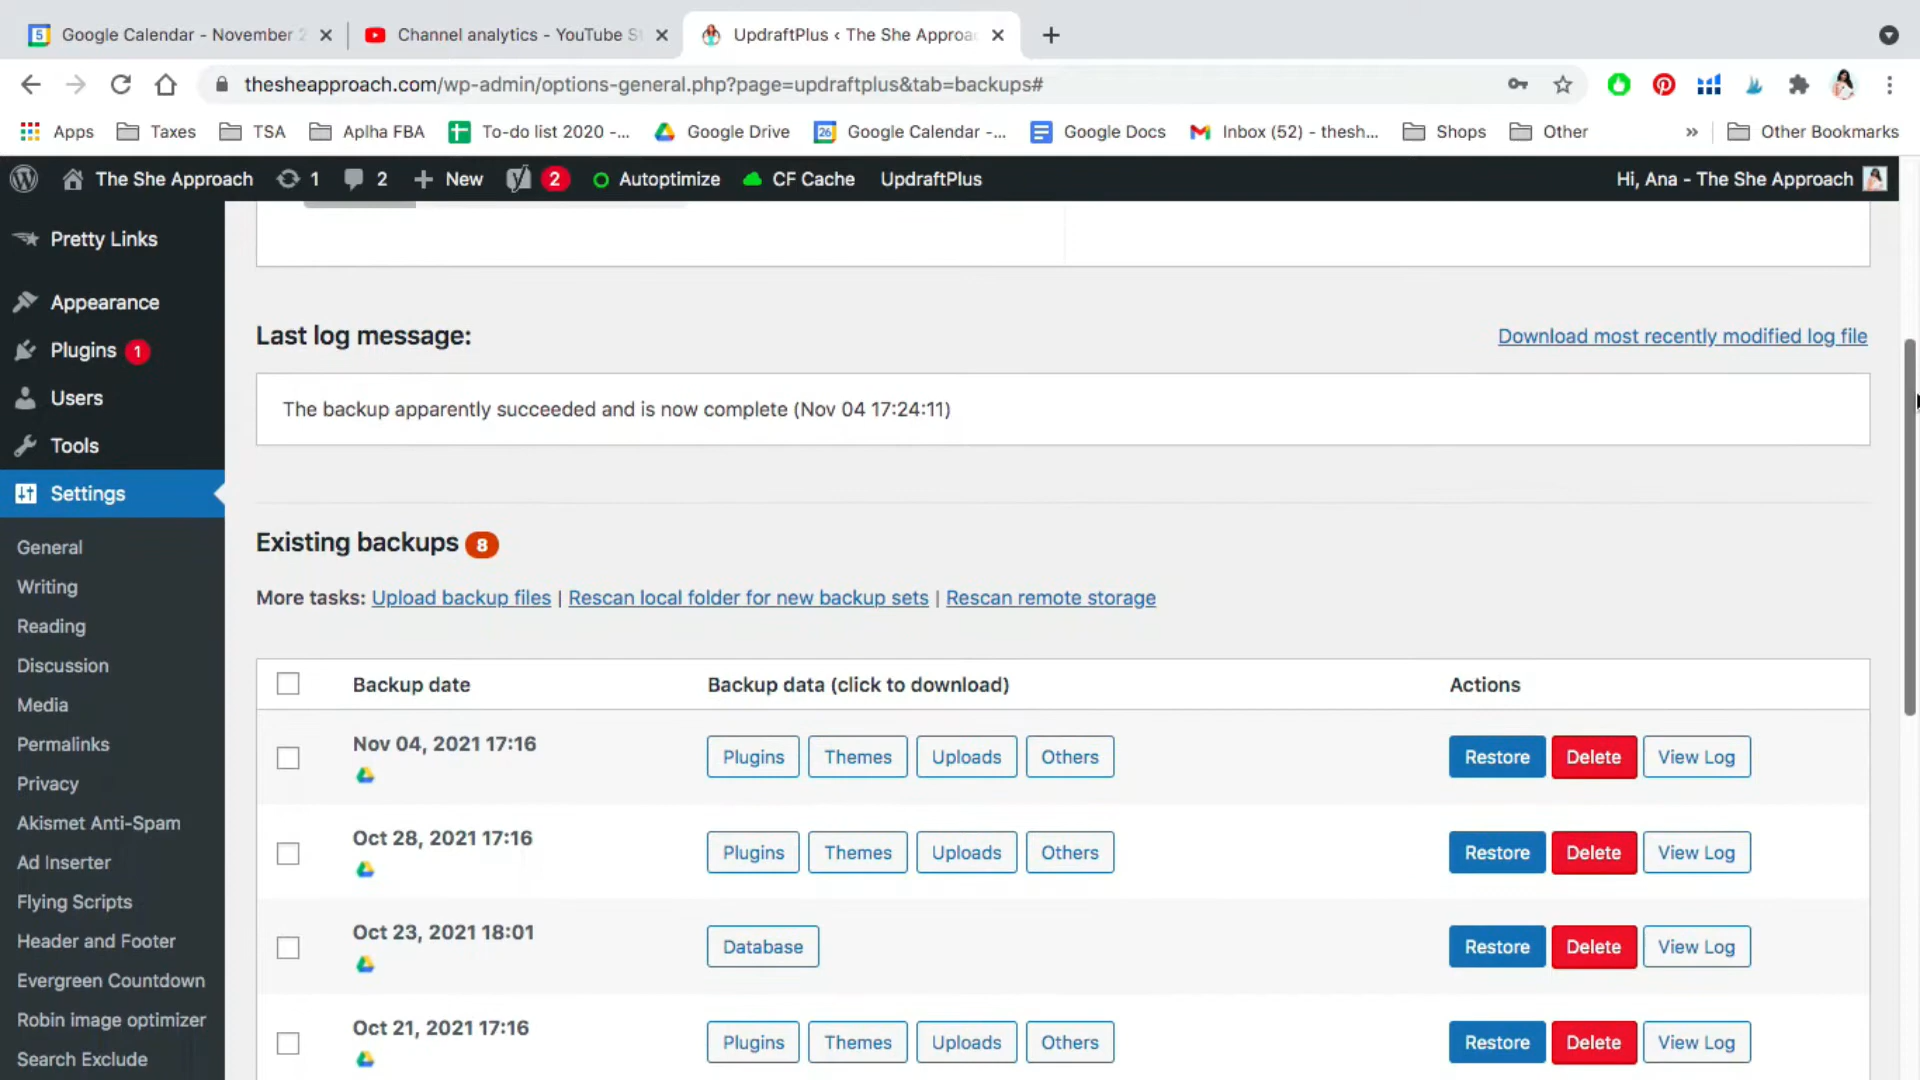 5 Google Calendar - November 2
Channel analytics - YouTube S
UpdraftPlus ‹ The She Approa
thesheapproach.com/wp-admin/options-general.php?page=updraftplus&tab=backups#
Apps Taxes TSA Aplha FBA To-do list 2020 -... Google Drive 26 Google Calendar -... Google Docs Inbox (52) - thesh... Shops Other » Other Bookmarks
The She Approach 1 2 + New 2 Autoptimize CF Cache UpdraftPlus Hi, Ana - The She Approach
Pretty Links
Appearance
Plugins 1
Users
Tools
Settings
General
Writing
Reading
Discussion
Media
Permalinks
Privacy
Akismet Anti-Spam
Ad Inserter
Flying Scripts
Header and Footer
Evergreen Countdown
Robin image optimizer
Search Exclude
Last log message: Download most recently modified log file
The backup apparently succeeded and is now complete (Nov 04 17:24:11)
Existing backups 8
More tasks: Upload backup files | Rescan local folder for new backup sets | Rescan remote storage
Backup date Backup data (click to download) Actions
Nov 04, 2021 17:16 Plugins Themes Uploads Others Restore Delete View Log
Oct 28, 2021 17:16 Plugins Themes Uploads Others Restore Delete View Log
Oct 23, 2021 18:01 Database Restore Delete View Log
Oct 21, 2021 17:16 Plugins Themes Uploads Others Restore Delete View Log